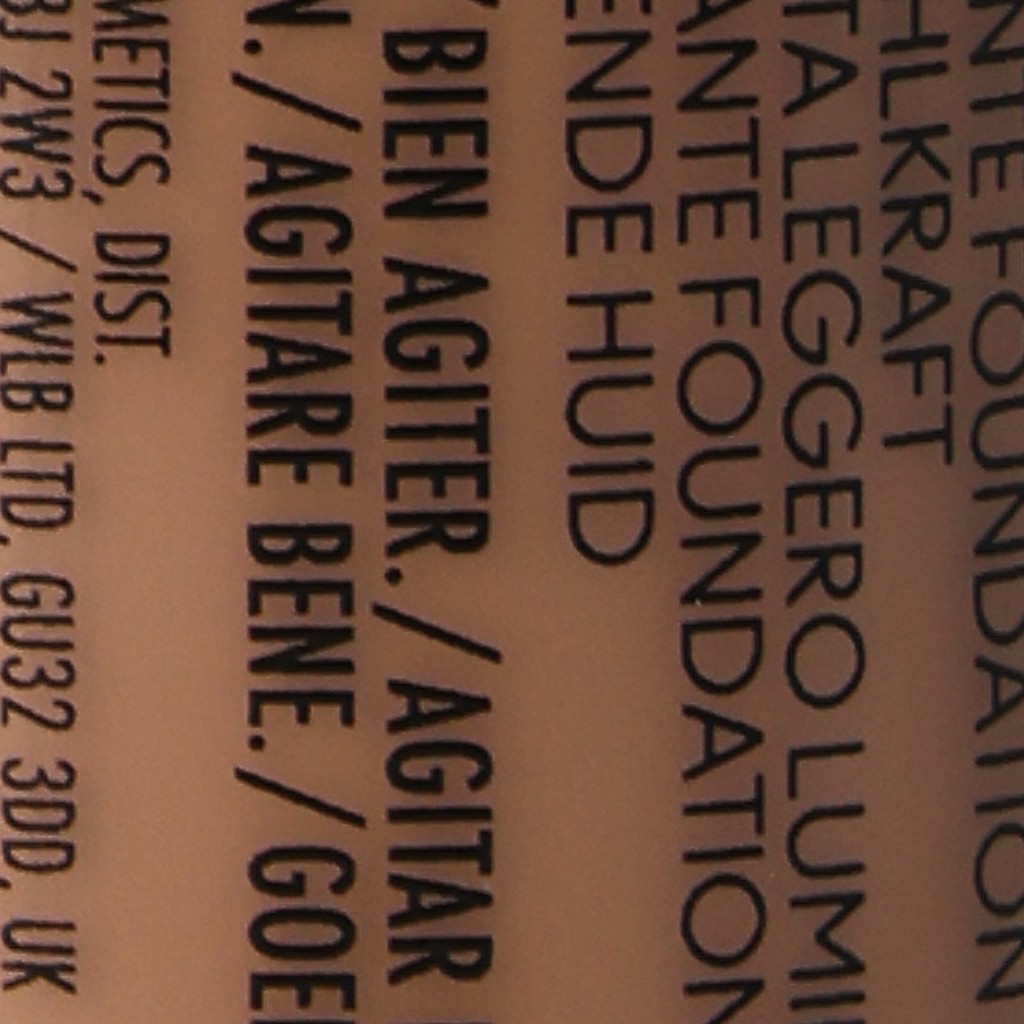 NTE FOUNDATION
HLKRAFT
TA LEGGERO LUMI
ANTE FOUNDATION
ENDE HUID
BIEN AGITER. / AGITAR
N. / AGITARE BENE. / GOE
METICS, DIST.
BJ 2W3 / WLB LTD, GU32 3DD, UK